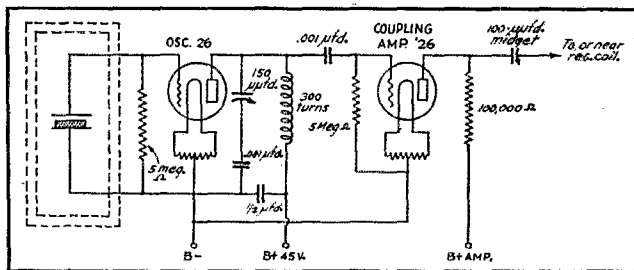 OSC. 26
.001 μfd.
COUPLING
AMP. '26
100-μμfd.
midget
To, or near
rec. coil.
150
μμfd.
300
turns
5 Meg Ω
100,000 Ω
5 meg.
Ω
.001 μfd.
1/2 μfd.
B-
B+ 45 V.
B+ AMP.